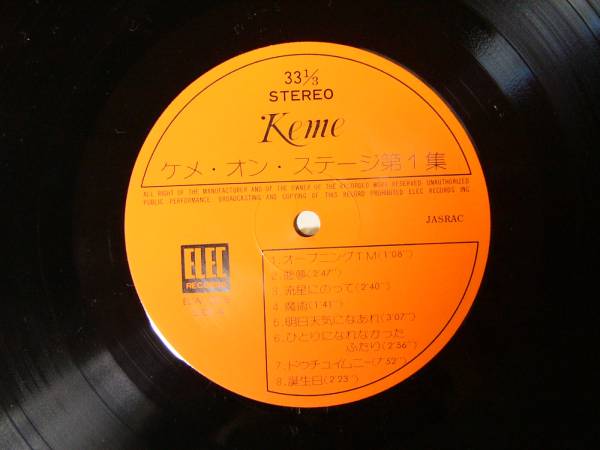 33 1/3
STEREO
Keme
ケメ・オン・ステージ第1集
ALL RIGHT OF THE MANUFACTURER AND OF THE OWNER OF THE RECORDED WORK RESERVED UNAUTHORIZED
PUBLIC PERFORMANCE BROADCASTING AND COPYING OF THIS RECORD PROHIBITED ELEC RECORDS INC
JASRAC
ELEC
RECORDS
1. オープニングTM(1'08")
2. (2'47")
3. 流星にのって(2'40")
4. 魔術(1'41")
5. 明日天気になあれ(3'07")
6. ひとりになれなかった
ふたり(2'56")
7. ドゥチュイムニー(7'52")
8. 誕生日(2'23")